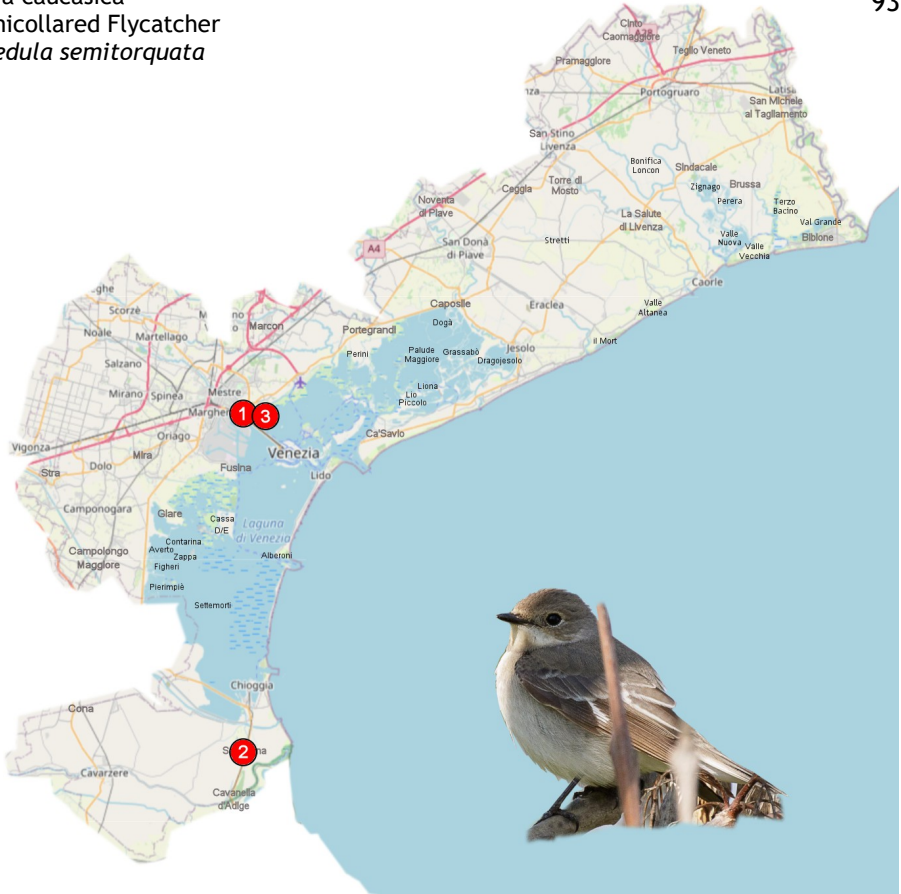 caucasica
nicollared Flycatcher
edula semitorquata
93
Cinto
Caomaggiore
A28
Teglio Veneto
Pramaggiore
Portogruaro
Latisa
San Michele
al Tagliamento
San Stino
Livenza
Bonifica
Loncon
Sindacale
Torre di
Mosto
Ceggia
Zignago
Brussa
Perera
Terzo
Bacino
Noventa
di Piave
La Salute
di Livenza
Val Grande
Bibione
Valle
Nuova
Valle
Vecchia
Stretti
San Donà
di Piave
A4
Caorle
Scorzè
Noale
Martellago
Marcon
Portegrandi
Caposile
Eraclea
Valle
Altanea
Dogà
Salzano
Perini
Palude
Maggiore
Grassabò
Jesolo
Dragojesolo
il Mort
Mirano
Spinea
Mestre
Liona
Lio
Piccolo
Marghe
1
3
Oriago
Ca'Savio
Vigonza
Mira
Venezia
Dolo
Fusina
Lido
Stra
Camponogara
Giare
Cassa
D/E
Laguna
di Venezia
Contarina
Campolongo
Maggiore
Averto
Zappa
Figheri
Alberoni
Pierimpiè
Settemorti
Chioggia
Cona
2
Cavarzere
Cavanella
d'Adige